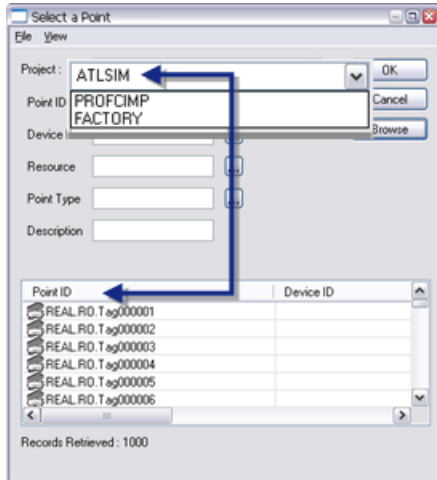 Select a Point
File View
Project : ATLSIM OK
Point ID PROFCIMP Cancel
FACTORY
Device I Browse
Resource ...
Point Type ...
Description
Point ID Device ID
REAL.RO.Tag000001
REAL.RO.Tag000002
REAL.RO.Tag000003
REAL.RO.Tag000004
REAL.RO.Tag000005
REAL.RO.Tag000006
Records Retrieved : 1000